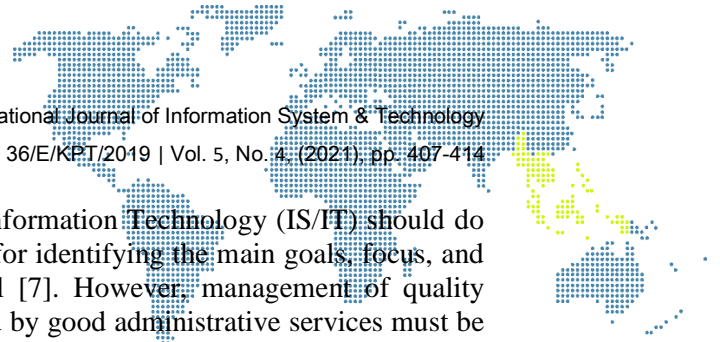 ational Journal of Information System & Technology
36/E/KPT/2019 | Vol. 5, No. 4, (2021), pp. 407-414
nformation Technology (IS/IT) should do
for identifying the main goals, focus, and
[7]. However, management of quality
by good administrative services must be